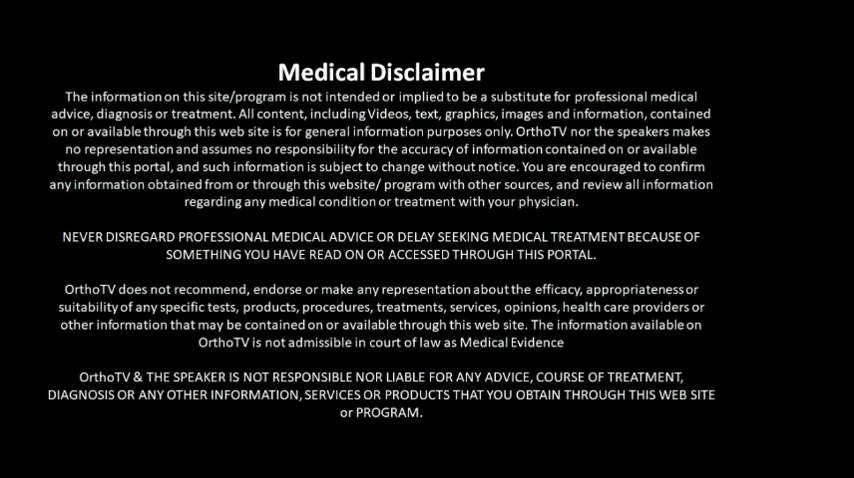 Medical Disclaimer
The information on this site/program is not intended or implied to be a substitute for professional medical
advice, diagnosis or treatment. All content, including Videos, text, graphics, images and information, contained
on or available through this web site is for general information purposes only. OrthoTV nor the speakers makes
no representation and assumes no responsibility for the accuracy of information contained on or available
through this portal, and such information is subject to change without notice. You are encouraged to confirm
any information obtained from or through this website/ program with other sources, and review all information
regarding any medical condition or treatment with your physician.
NEVER DISREGARD PROFESSIONAL MEDICAL ADVICE OR DELAY SEEKING MEDICAL TREATMENT BECAUSE OF
SOMETHING YOU HAVE READ ON OR ACCESSED THROUGH THIS PORTAL.
OrthoTV does not recommend, endorse or make any representation about the efficacy, appropriateness or
suitability of any specific tests, products, procedures, treatments, services, opinions, health care providers or
other information that may be contained on or available through this web site. The information available on
OrthoTV is not admissible in court of law as Medical Evidence
OrthoTV & THE SPEAKER IS NOT RESPONSIBLE NOR LIABLE FOR ANY ADVICE, COURSE OF TREATMENT,
DIAGNOSIS OR ANY OTHER INFORMATION, SERVICES OR PRODUCTS THAT YOU OBTAIN THROUGH THIS WEB SITE
or PROGRAM.